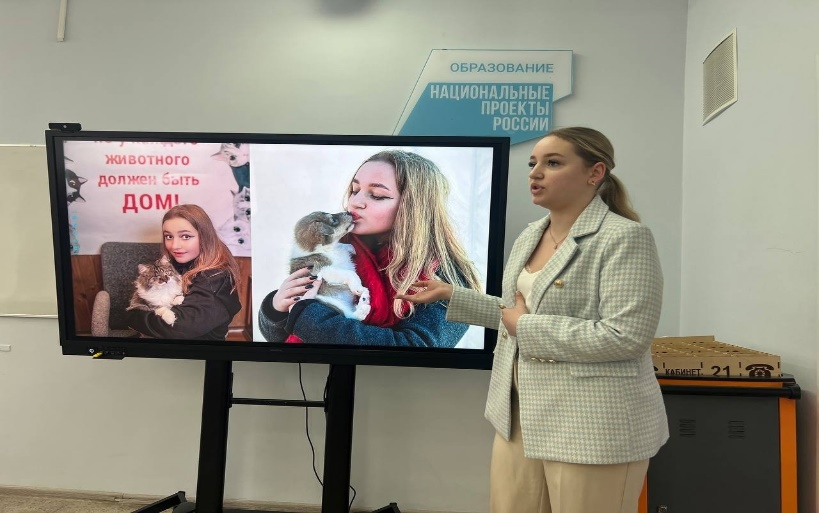 ОБРАЗОВАНИЕ
НАЦИОНАЛЬНЫЕ
ПРОЕКТЫ
РОССИИ
животного
должен быть
ДОМ!
КАБИНЕТ 21